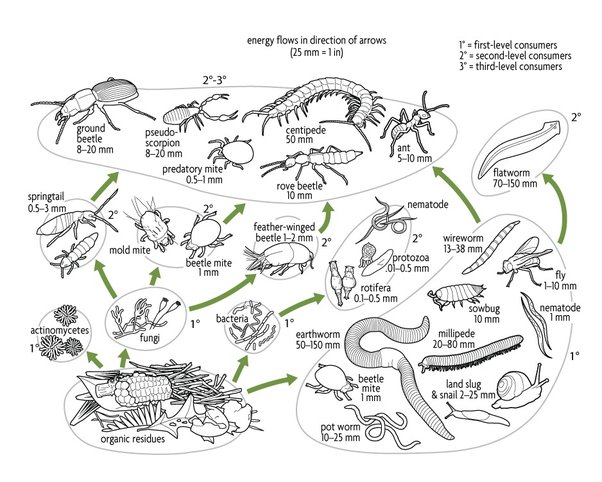 energy flows in direction of arrows
(25 mm = 1 in)
1° = first-level consumers
2° = second-level consumers
3° = third-level consumers
2°-3°
ground
beetle
8–20 mm
pseudo-
scorpion
8–20 mm
predatory mite
0.5–1 mm
centipede
50 mm
rove beetle
10 mm
ant
5–10 mm
2°
flatworm
70–150 mm
springtail
0.5–3 mm
2°
mold mite
2°
beetle mite
1 mm
feather-winged
beetle 1–2 mm
2°
nematode
2°
protozoa
.01–0.5 mm
rotifera
0.1–0.5 mm
wireworm
13–38 mm
fly
1–10 mm
sowbug
10 mm
nematode
1 mm
actinomycetes
1°
fungi
1°
bacteria
1°
earthworm
50–150 mm
millipede
20–80 mm
1°
beetle
mite
1 mm
land slug
& snail 2–25 mm
pot worm
10–25 mm
organic residues